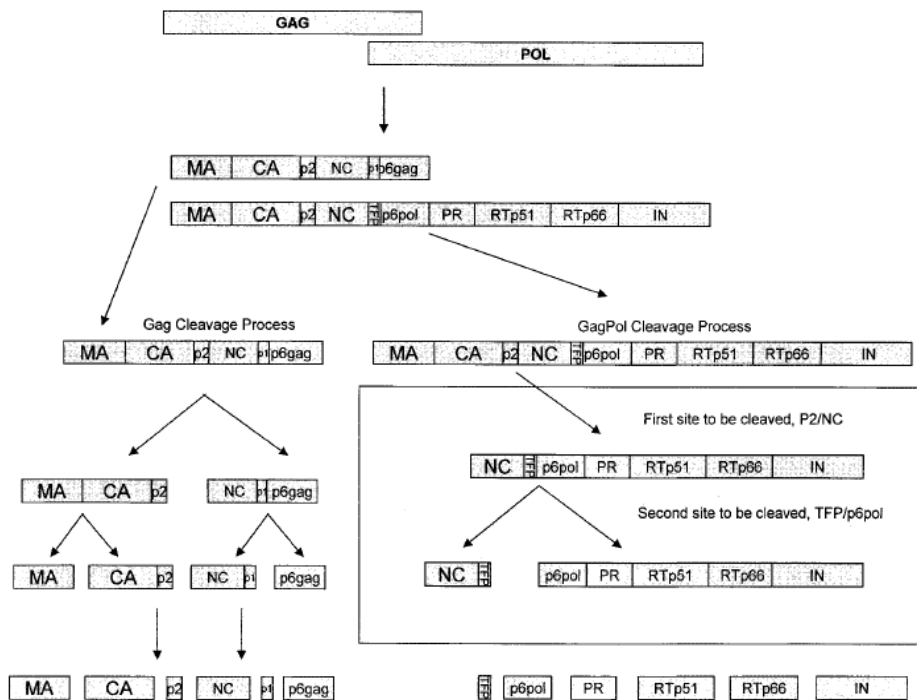 GAG
POL
MA CA p2 NC p1 p6gag
MA CA p2 NC TFP p6pol PR RTp51 RTp66 IN
Gag Cleavage Process
GagPol Cleavage Process
MA CA p2 NC p1 p6gag
MA CA p2 NC TFP p6pol PR RTp51 RTp66 IN
First site to be cleaved, P2/NC
NC TFP p6pol PR RTp51 RTp66 IN
MA CA p2 NC p1 p6gag
Second site to be cleaved, TFP/p6pol
MA CA p2 NC p1 p6gag
NC TFP p6pol PR RTp51 RTp66 IN
MA CA p2 NC p1 p6gag TFP p6pol PR RTp51 RTp66 IN